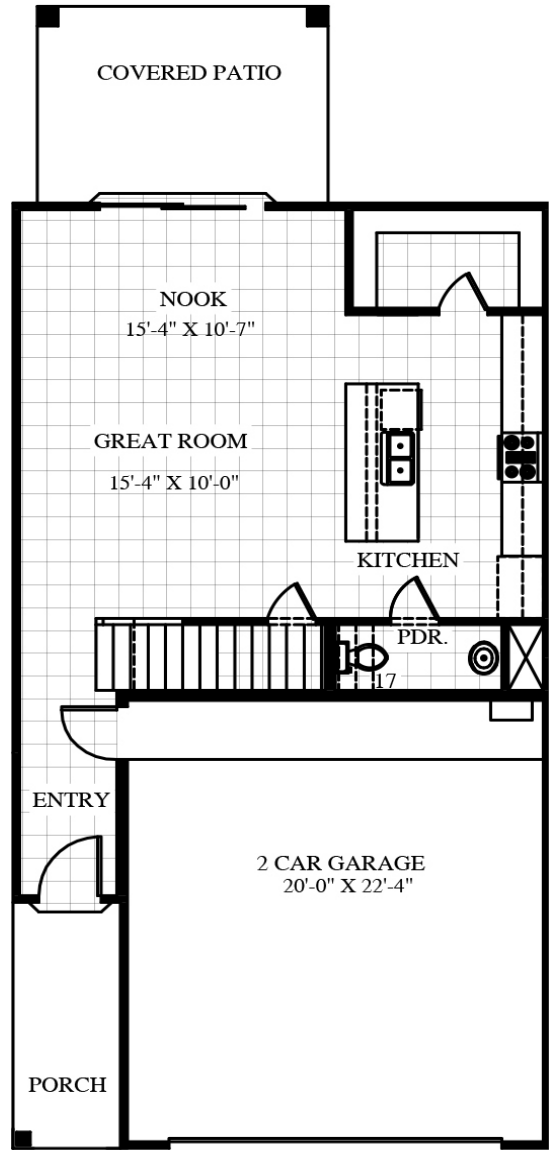 COVERED PATIO
NOOK
15'-4" X 10'-7"
GREAT ROOM
15'-4" X 10'-0"
KITCHEN
PDR.
17
ENTRY
2 CAR GARAGE
20'-0" X 22'-4"
PORCH